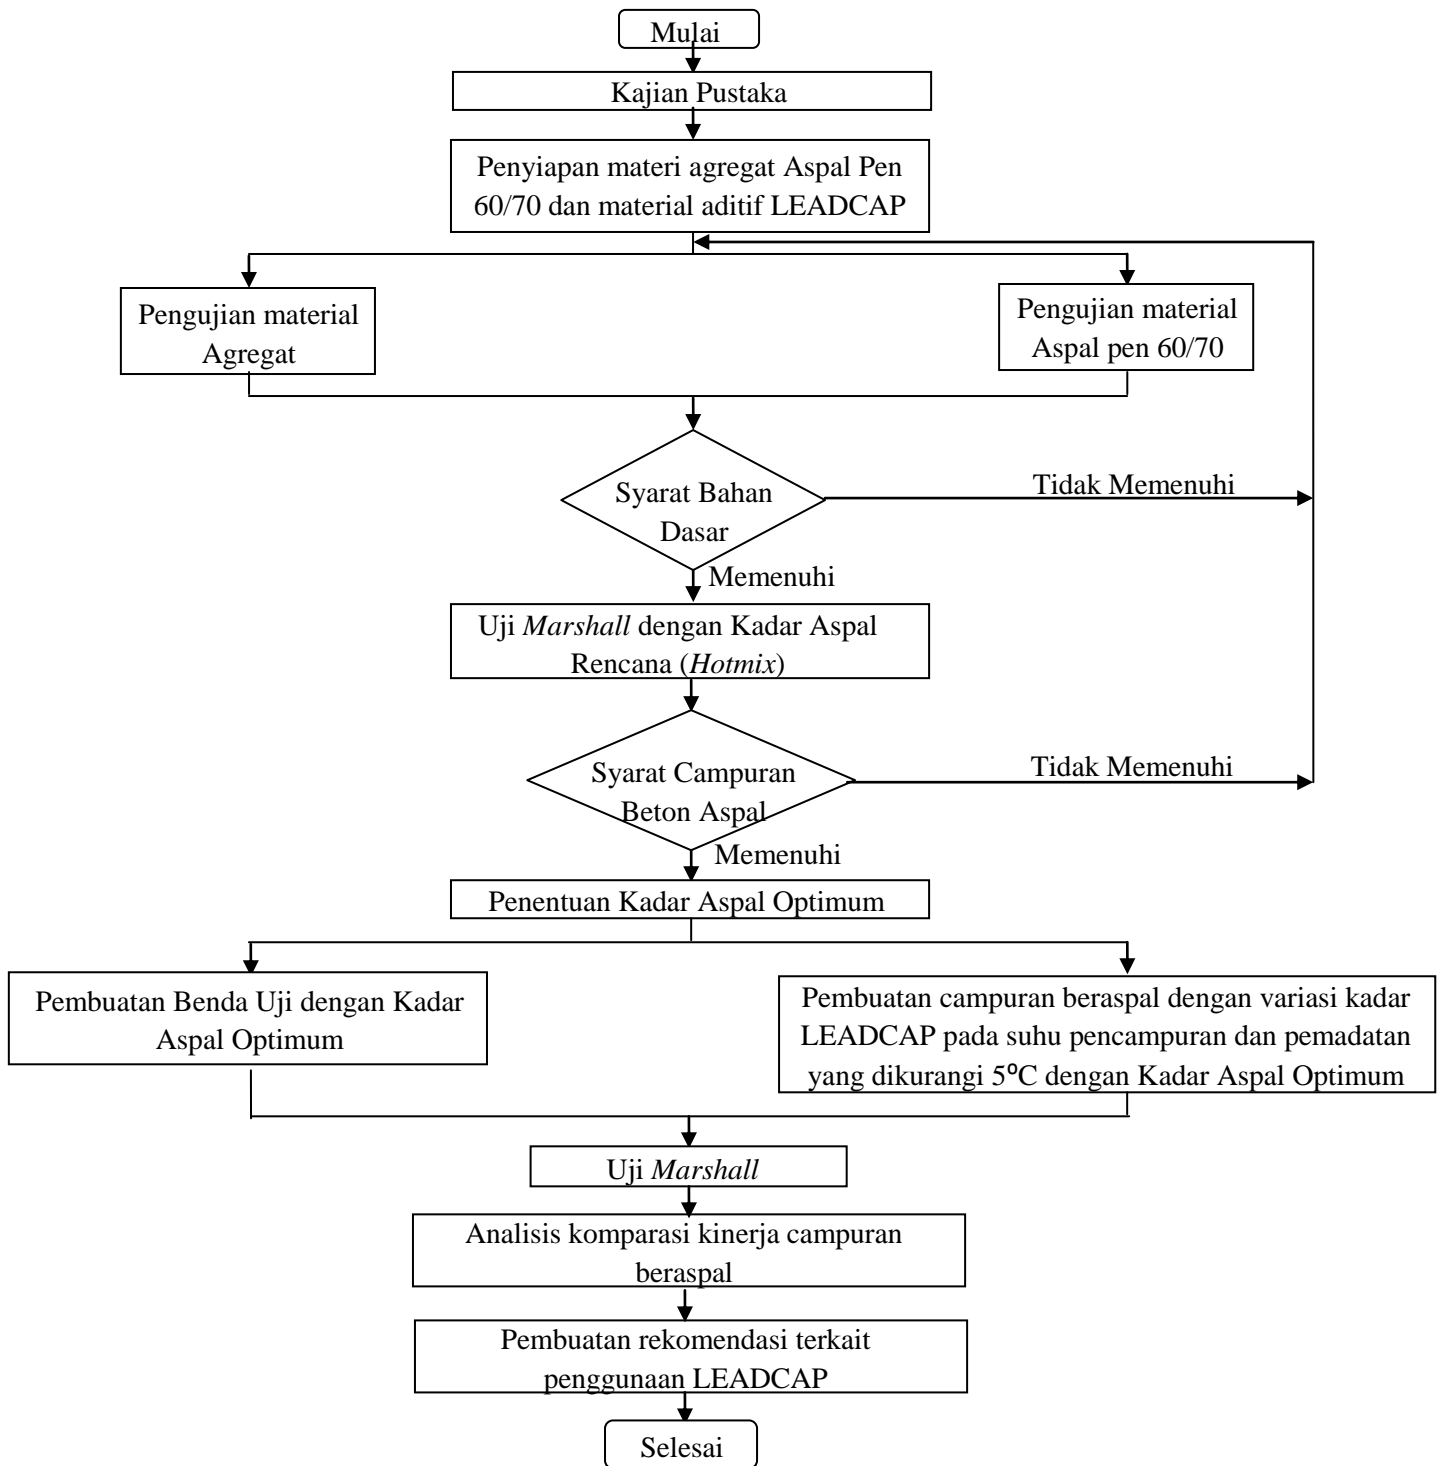 Mulai
Kajian Pustaka
Penyiapan materi agregat Aspal Pen
60/70 dan material aditif LEADCAP
Pengujian material
Agregat
Pengujian material
Aspal pen 60/70
Syarat Bahan
Dasar
Tidak Memenuhi
Memenuhi
Uji Marshall dengan Kadar Aspal
Rencana (Hotmix)
Syarat Campuran
Beton Aspal
Tidak Memenuhi
Memenuhi
Penentuan Kadar Aspal Optimum
Pembuatan Benda Uji dengan Kadar
Aspal Optimum
Pembuatan campuran beraspal dengan variasi kadar
LEADCAP pada suhu pencampuran dan pemadatan
yang dikurangi 5⁰C dengan Kadar Aspal Optimum
Uji Marshall
Analisis komparasi kinerja campuran
beraspal
Pembuatan rekomendasi terkait
penggunaan LEADCAP
Selesai